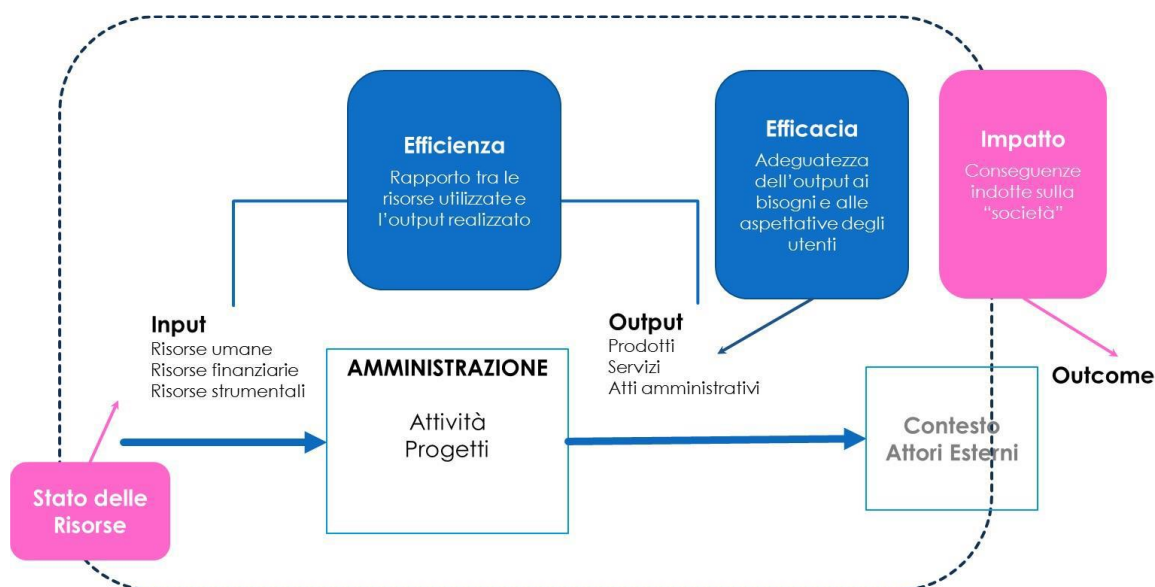 Efficienza
Rapporto tra le
risorse utilizzate e
l'output realizzato
Efficacia
Adeguatezza
dell'output ai
bisogni e alle
aspettative degli
utenti
Impatto
Conseguenze
indotte sulla
"società"
Input
Risorse umane
Risorse finanziarie
Risorse strumentali
AMMINISTRAZIONE
Attività
Progetti
Output
Prodotti
Servizi
Atti amministrativi
Outcome
Contesto
Attori Esterni
Stato delle
Risorse